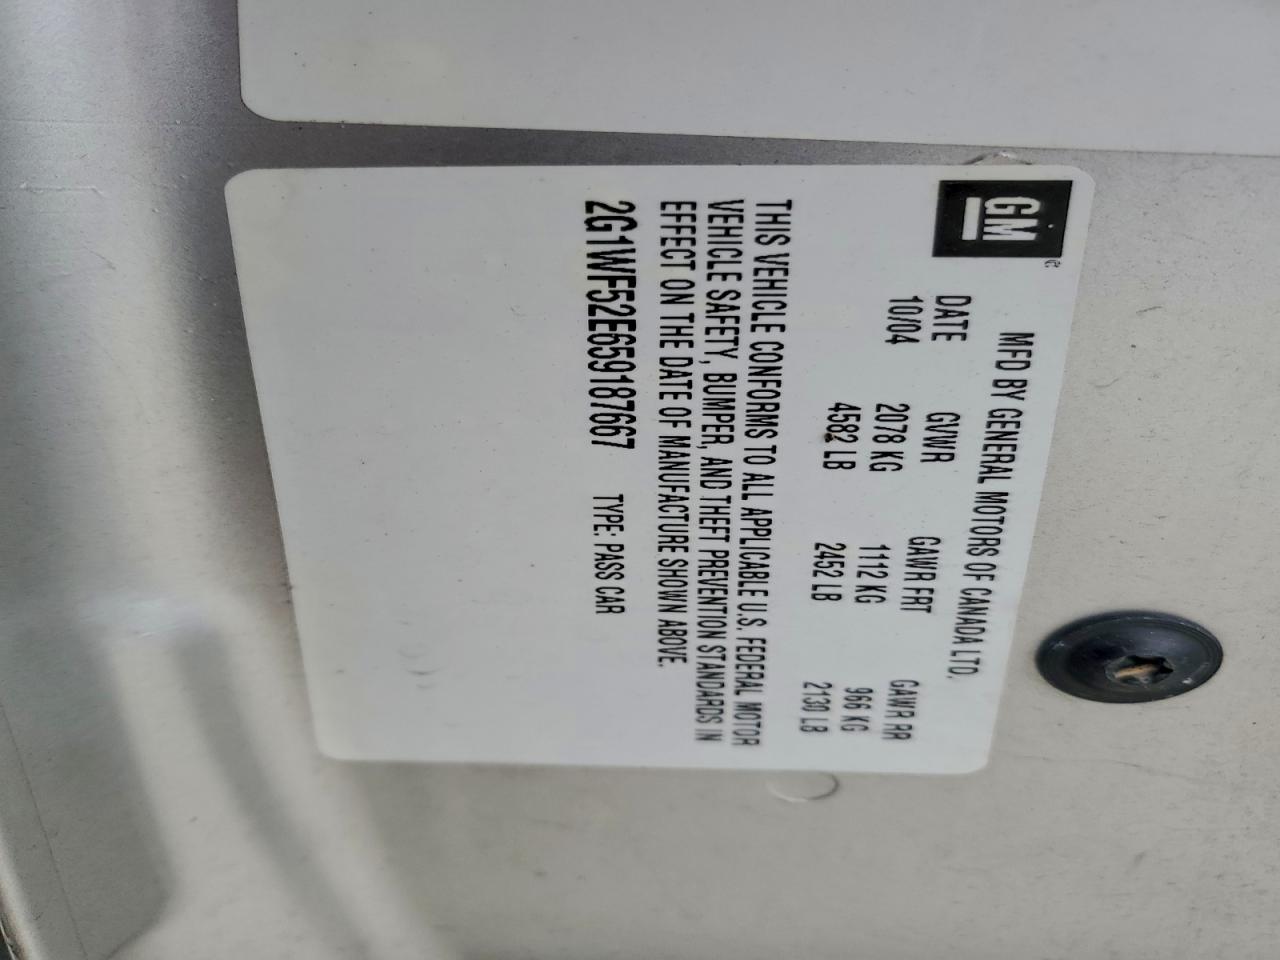 GM
MFD BY GENERAL MOTORS OF CANADA LTD.
DATE GVWR GAWR FRT GAWR RR
10/04 2078 KG 1112 KG 966 KG
4582 LB 2452 LB 2130 LB
THIS VEHICLE CONFORMS TO ALL APPLICABLE U.S. FEDERAL MOTOR
VEHICLE SAFETY, BUMPER, AND THEFT PREVENTION STANDARDS IN
EFFECT ON THE DATE OF MANUFACTURE SHOWN ABOVE.
2G1WF52E659187667 TYPE: PASS CAR